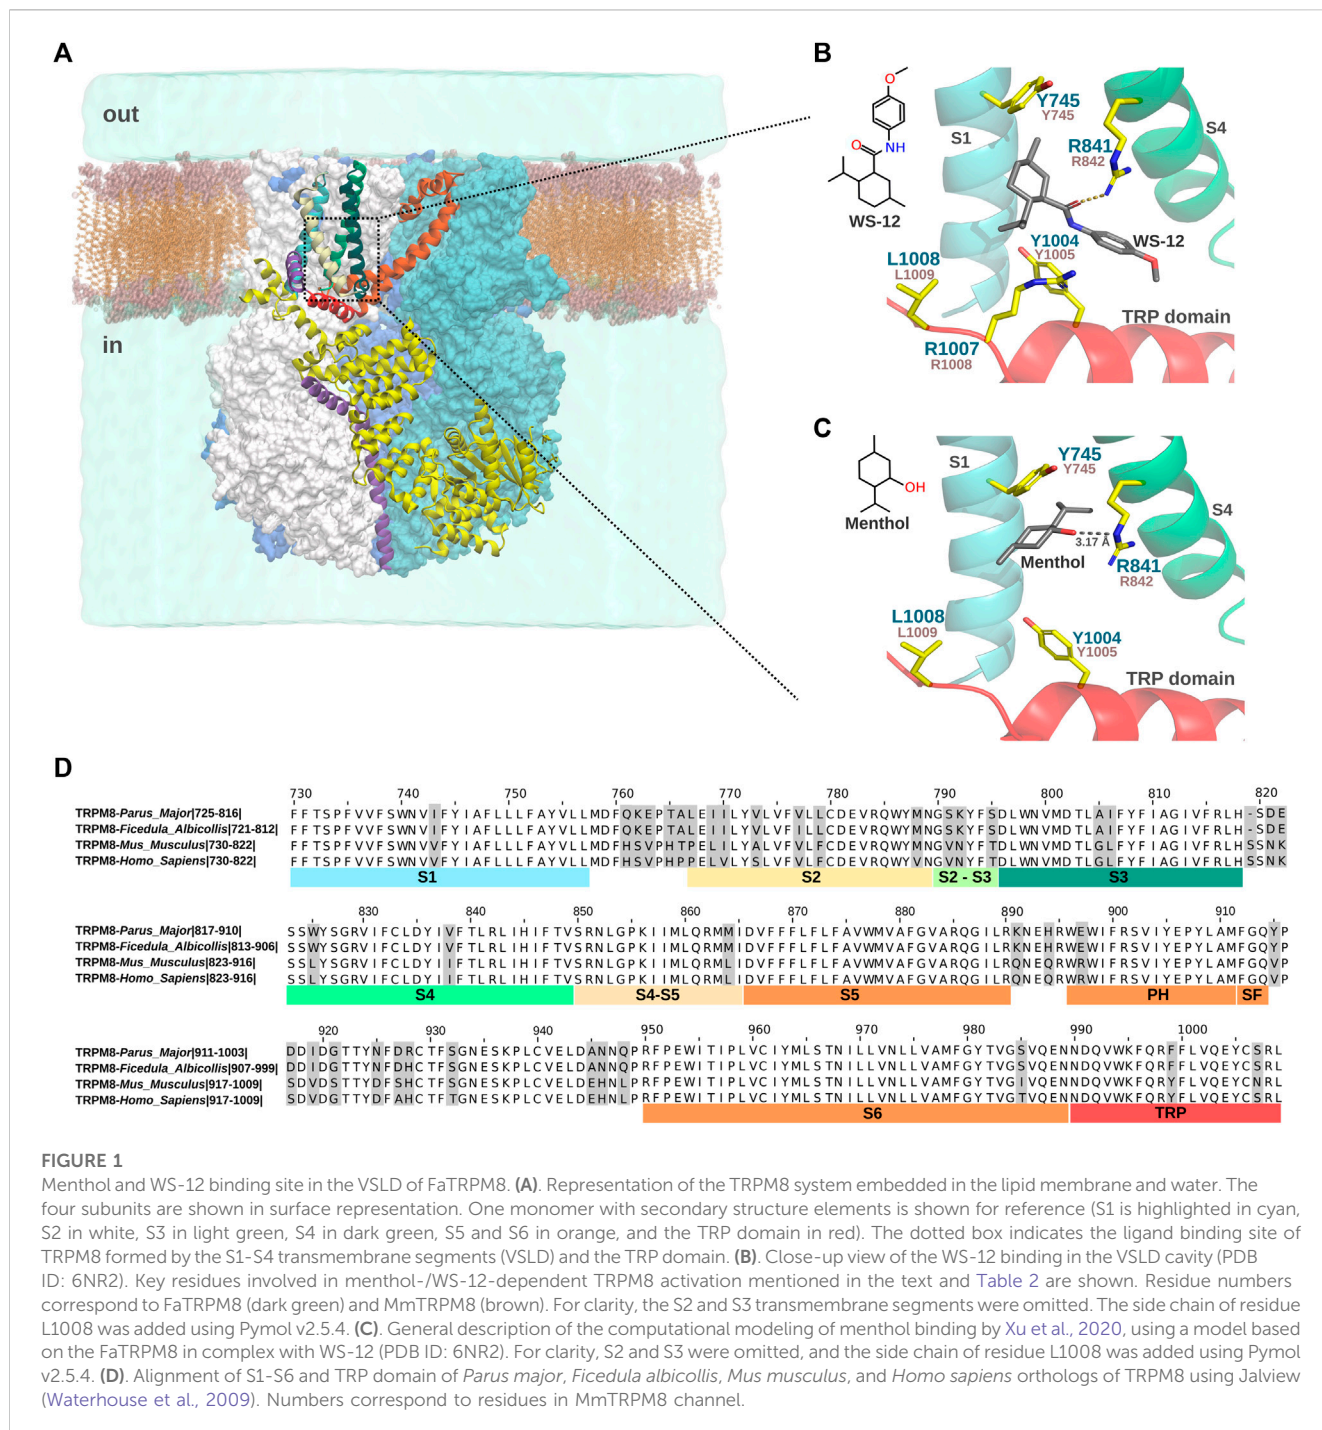 A
out
in
B
WS-12
S1
S4
Y745
Y745
R841
R842
WS-12
Y1004
Y1005
L1008
L1009
R1007
R1008
TRP domain
C
OH
Menthol
S1
S4
Y745
Y745
3.17 Å
Menthol
R841
R842
L1008
L1009
Y1004
Y1005
TRP domain
D
730 740 750 760 770 780 790 800 810 820
TRPM8-Parus_Major|725-816| FFTSPFVVFSWNVIFYIAFLLLFAYVLLMDFQKEPTALEIILYVLVFVLLCDEVRQWYMNGSKYFSDLWNVMDTLAIFYFIAGIVFRLH-SDE
TRPM8-Ficedula_Albicollis|721-812| FFTSPFVVFSWNVIFYIAFLLLFAYVLLMDFQKEPTALEIILYVLVFVLLCDEVRQWYMNGSKYFSDLWNVMDTLAIFYFIAGIVFRLH-SDE
TRPM8-Mus_Musculus|730-822| FFTSPFVVFSWNVVFYIAFLLLFAYVLLMDFHSVPHTPELILYALVFVLFCDEVRQWYMNGVNYFTDLWNVMDTLGLFYFIAGIVFRLHSSNK
TRPM8-Homo_Sapiens|730-822| FFTSPFVVFSWNVVFYIAFLLLFAYVLLMDFHSVPHPPELVLYSLVFVLFCDEVRQWYVNGVNYFTDLWNVMDTLGLFYFIAGIVFRLHSSNK
S1 S2 S2 - S3 S3
830 840 850 860 870 880 890 900 910
TRPM8-Parus_Major|817-910| SSWYSGRVIFCLDYIVFTLRLIHIFTVSRNLGPKIIMLQRMMIDVFFFLFLFAVWMVAFGVARQGILRKNEHRWEWIFRSVIYEPYLAMFGQYP
TRPM8-Ficedula_Albicollis|813-906| SSWYSGRVIFCLDYIVFTLRLIHIFTVSRNLGPKIIMLQRMMIDVFFFLFLFAVWMVAFGVARQGILRKNEHRWEWIFRSVIYEPYLAMFGQYP
TRPM8-Mus_Musculus|823-916| SSLYSGRVIFCLDYIIFTLRLIHIFTVSRNLGPKIIMLQRMLIDVFFFLFLFAVWMVAFGVARQGILRQNEQRWRWIFRSVIYEPYLAMFGQVP
TRPM8-Homo_Sapiens|823-916| SSLYSGRVIFCLDYIIFTLRLIHIFTVSRNLGPKIIMLQRMLIDVFFFLFLFAVWMVAFGVARQGILRQNEQRWRWIFRSVIYEPYLAMFGQVP
S4 S4-S5 S5 PH SF
920 930 940 950 960 970 980 990 1000
TRPM8-Parus_Major|911-1003| DDIDGTTYNFDRCTFSGNESKPLCVELDANNQPRFPEWITIPLVCIYMLSTNILLVNLLVAMFGYTVGSVQENNDQVWKFQRFFLVQEYCSRL
TRPM8-Ficedula_Albicollis|907-999| DDIDGTTYNFDRCTFSGNESKPLCVELDANNQPRFPEWITIPLVCIYMLSTNILLVNLLVAMFGYTVGSVQENNDQVWKFQRFFLVQEYCSRL
TRPM8-Mus_Musculus|917-1009| SDVDSTTYDFSHCTFSGNESKPLCVELDEHNLPRFPEWITIPLVCIYMLSTNILLVNLLVAMFGYTVGIVQENNDQVWKFQRYFLVQEYCNRL
TRPM8-Homo_Sapiens|917-1009| SDVDGTTYDFAHCTFTGNESKPLCVELDEHNLPRFPEWITIPLVCIYMLSTNILLVNLLVAMFGYTVGTVQENNDQVWKFQRYFLVQEYCSRL
S6 TRP
FIGURE 1
Menthol and WS-12 binding site in the VSLD of FaTRPM8. (A). Representation of the TRPM8 system embedded in the lipid membrane and water. The
four subunits are shown in surface representation. One monomer with secondary structure elements is shown for reference (S1 is highlighted in cyan,
S2 in white, S3 in light green, S4 in dark green, S5 and S6 in orange, and the TRP domain in red). The dotted box indicates the ligand binding site of
TRPM8 formed by the S1-S4 transmembrane segments (VSLD) and the TRP domain. (B). Close-up view of the WS-12 binding in the VSLD cavity (PDB
ID: 6NR2). Key residues involved in menthol-/WS-12-dependent TRPM8 activation mentioned in the text and Table 2 are shown. Residue numbers
correspond to FaTRPM8 (dark green) and MmTRPM8 (brown). For clarity, the S2 and S3 transmembrane segments were omitted. The side chain of residue
L1008 was added using Pymol v2.5.4. (C). General description of the computational modeling of menthol binding by Xu et al., 2020, using a model based
on the FaTRPM8 in complex with WS-12 (PDB ID: 6NR2). For clarity, S2 and S3 were omitted, and the side chain of residue L1008 was added using Pymol
v2.5.4. (D). Alignment of S1-S6 and TRP domain of Parus major, Ficedula albicollis, Mus musculus, and Homo sapiens orthologs of TRPM8 using Jalview
(Waterhouse et al., 2009). Numbers correspond to residues in MmTRPM8 channel.